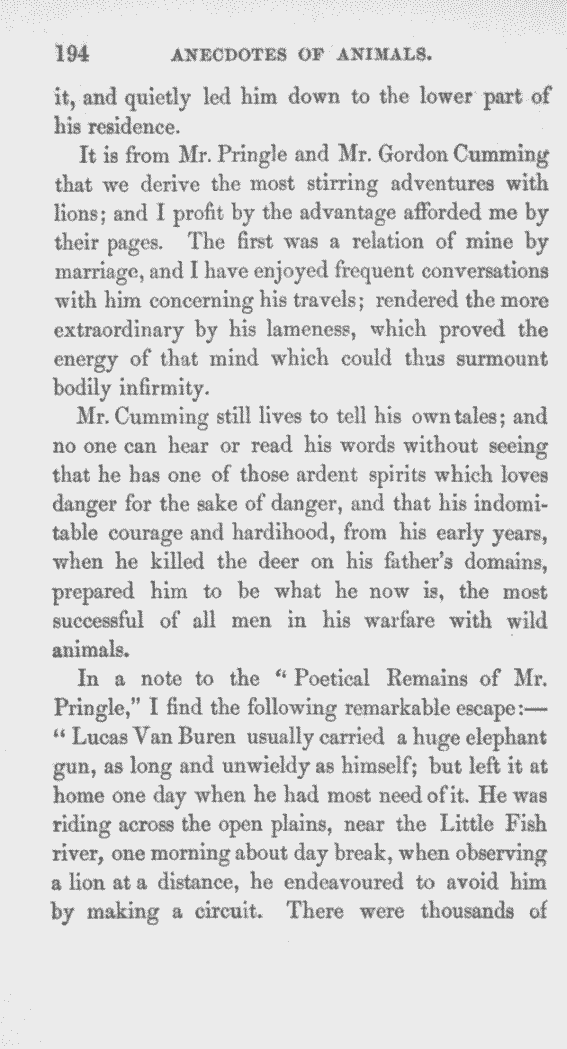 194 ANECDOTES OF ANIMALS.
it, and quietly led him down to the lower part of
his residence.
It is from Mr. Pringle and Mr. Gordon Cumming
that we derive the most stirring adventures with
lions; and I profit by the advantage afforded me by
their pages. The first was a relation of mine by
marriage, and I have enjoyed frequent conversations
with him concerning his travels; rendered the more
extraordinary by his lameness, which proved the
energy of that mind which could thus surmount
bodily infirmity.
Mr. Cumming still lives to tell his own tales; and
no one can hear or read his words without seeing
that he has one of those ardent spirits which loves
danger for the sake of danger, and that his indomi-
table courage and hardihood, from his early years,
when he killed the deer on his father's domains,
prepared him to be what he now is, the most
successful of all men in his warfare with wild
animals.
In a note to the “ Poetical Remains of Mr.
Pringle,” I find the following remarkable escape:—
“ Lucas Van Buren usually carried a huge elephant
gun, as long and unwieldy as himself; but left it at
home one day when he had most need of it. He was
riding across the open plains, near the Little Fish
river, one morning about day break, when observing
a lion at a distance, he endeavoured to avoid him
by making a circuit. There were thousands of